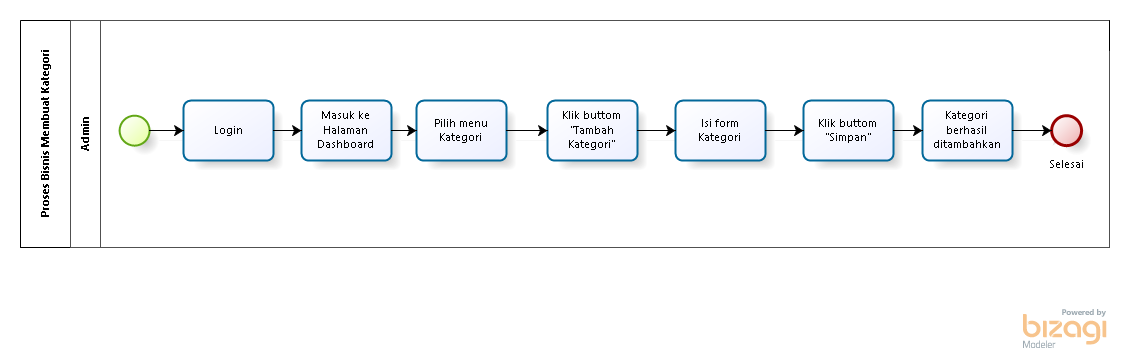 Proses Bisnis Membuat Kategori
Admin
Login
Masuk ke
Halaman
Dashboard
Pilih menu
Kategori
Klik buttom
"Tambah
Kategori"
Isi form
Kategori
Klik buttom
"Simpan"
Kategori
berhasil
ditambahkan
Selesai
Powered by
bizagi
Modeler